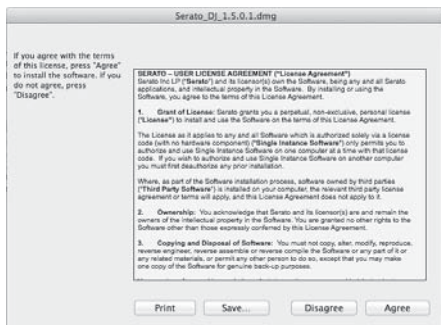 Serato_DJ_1.5.0.1.dmg
If you agree with the terms
of this license, press "Agree"
to install the software. If you
do not agree, press
"Disagree".
SERATO – USER LICENSE AGREEMENT ("License Agreement")
Serato Inc LP ("Serato") and its licensor(s) own the Software, being any and all Serato
applications, and intellectual property in the Software. By installing or using the
Software, you agree to the terms of this License Agreement.
1. Grant of License: Serato grants you a perpetual, non-exclusive, personal license
("License") to install and use the Software on the terms of this License Agreement.
The License as it applies to any and all Software which is authorized solely via a license
code (with no hardware component) ("Single Instance Software") only permits you to
authorize and use Single Instance Software on one computer at a time with that license
code. If you wish to authorize and use Single Instance Software on another computer
you must first deauthorize any prior installation.
Where, as part of the Software installation process, software owned by third parties
("Third Party Software") is installed on your computer, the relevant third party license
agreement or terms will apply, and this License Agreement does not apply to it.
2. Ownership: You acknowledge that Serato and its licensor(s) are and remain the
owners of the intellectual property in the Software. You are granted no other rights to the
Software other than those expressly conferred by this License Agreement.
3. Copying and Disposal of Software: You must not copy, alter, modify, reproduce,
reverse-engineer, reverse assemble or reverse compile the Software or any part of it or
any related materials, or permit any other person to do so, except that you may make
one copy of the Software for genuine back-up purposes.
Print Save... Disagree Agree